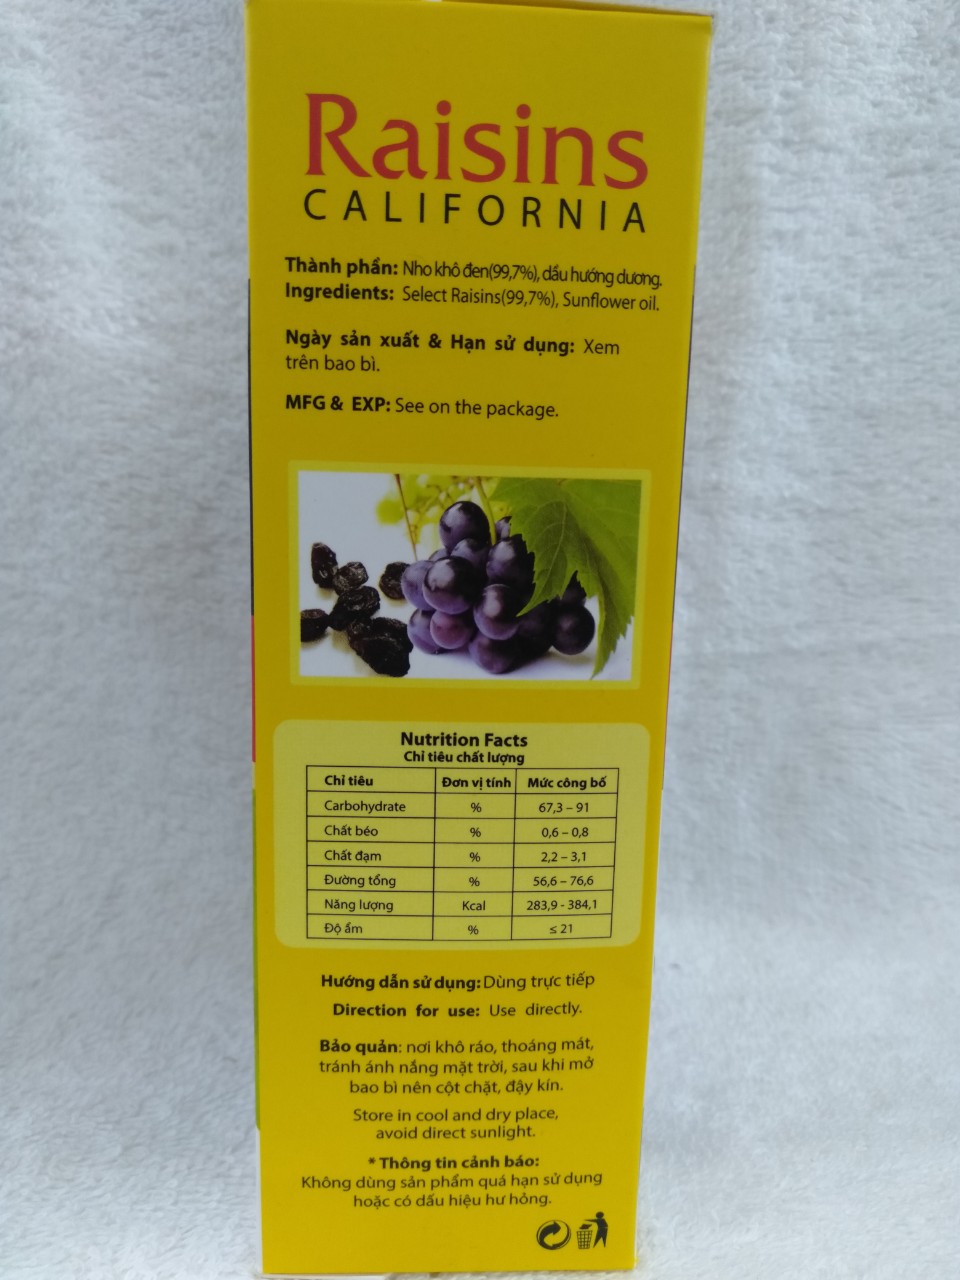 Raisins
CALIFORNIA
Thành phần: Nho khô đen(99,7%), dầu hướng dương.
Ingredients: Select Raisins(99,7%), Sunflower oil.
Ngày sản xuất & Hạn sử dụng: Xem
trên bao bì.
MFG & EXP: See on the package.
Nutrition Facts
Chỉ tiêu chất lượng
Chỉ tiêu Đơn vị tính Mức công bố
Carbohydrate % 67,3 – 91
Chất béo % 0,6 – 0,8
Chất đạm % 2,2 – 3,1
Đường tổng % 56,6 – 76,6
Năng lượng Kcal 283,9 - 384,1
Độ ẩm % ≤ 21
Hướng dẫn sử dụng: Dùng trực tiếp
Direction for use: Use directly.
Bảo quản: nơi khô ráo, thoáng mát,
tránh ánh nắng mặt trời, sau khi mở
bao bì nên cột chặt, đậy kín.
Store in cool and dry place,
avoid direct sunlight.
* Thông tin cảnh báo:
Không dùng sản phẩm quá hạn sử dụng
hoặc có dấu hiệu hư hỏng.